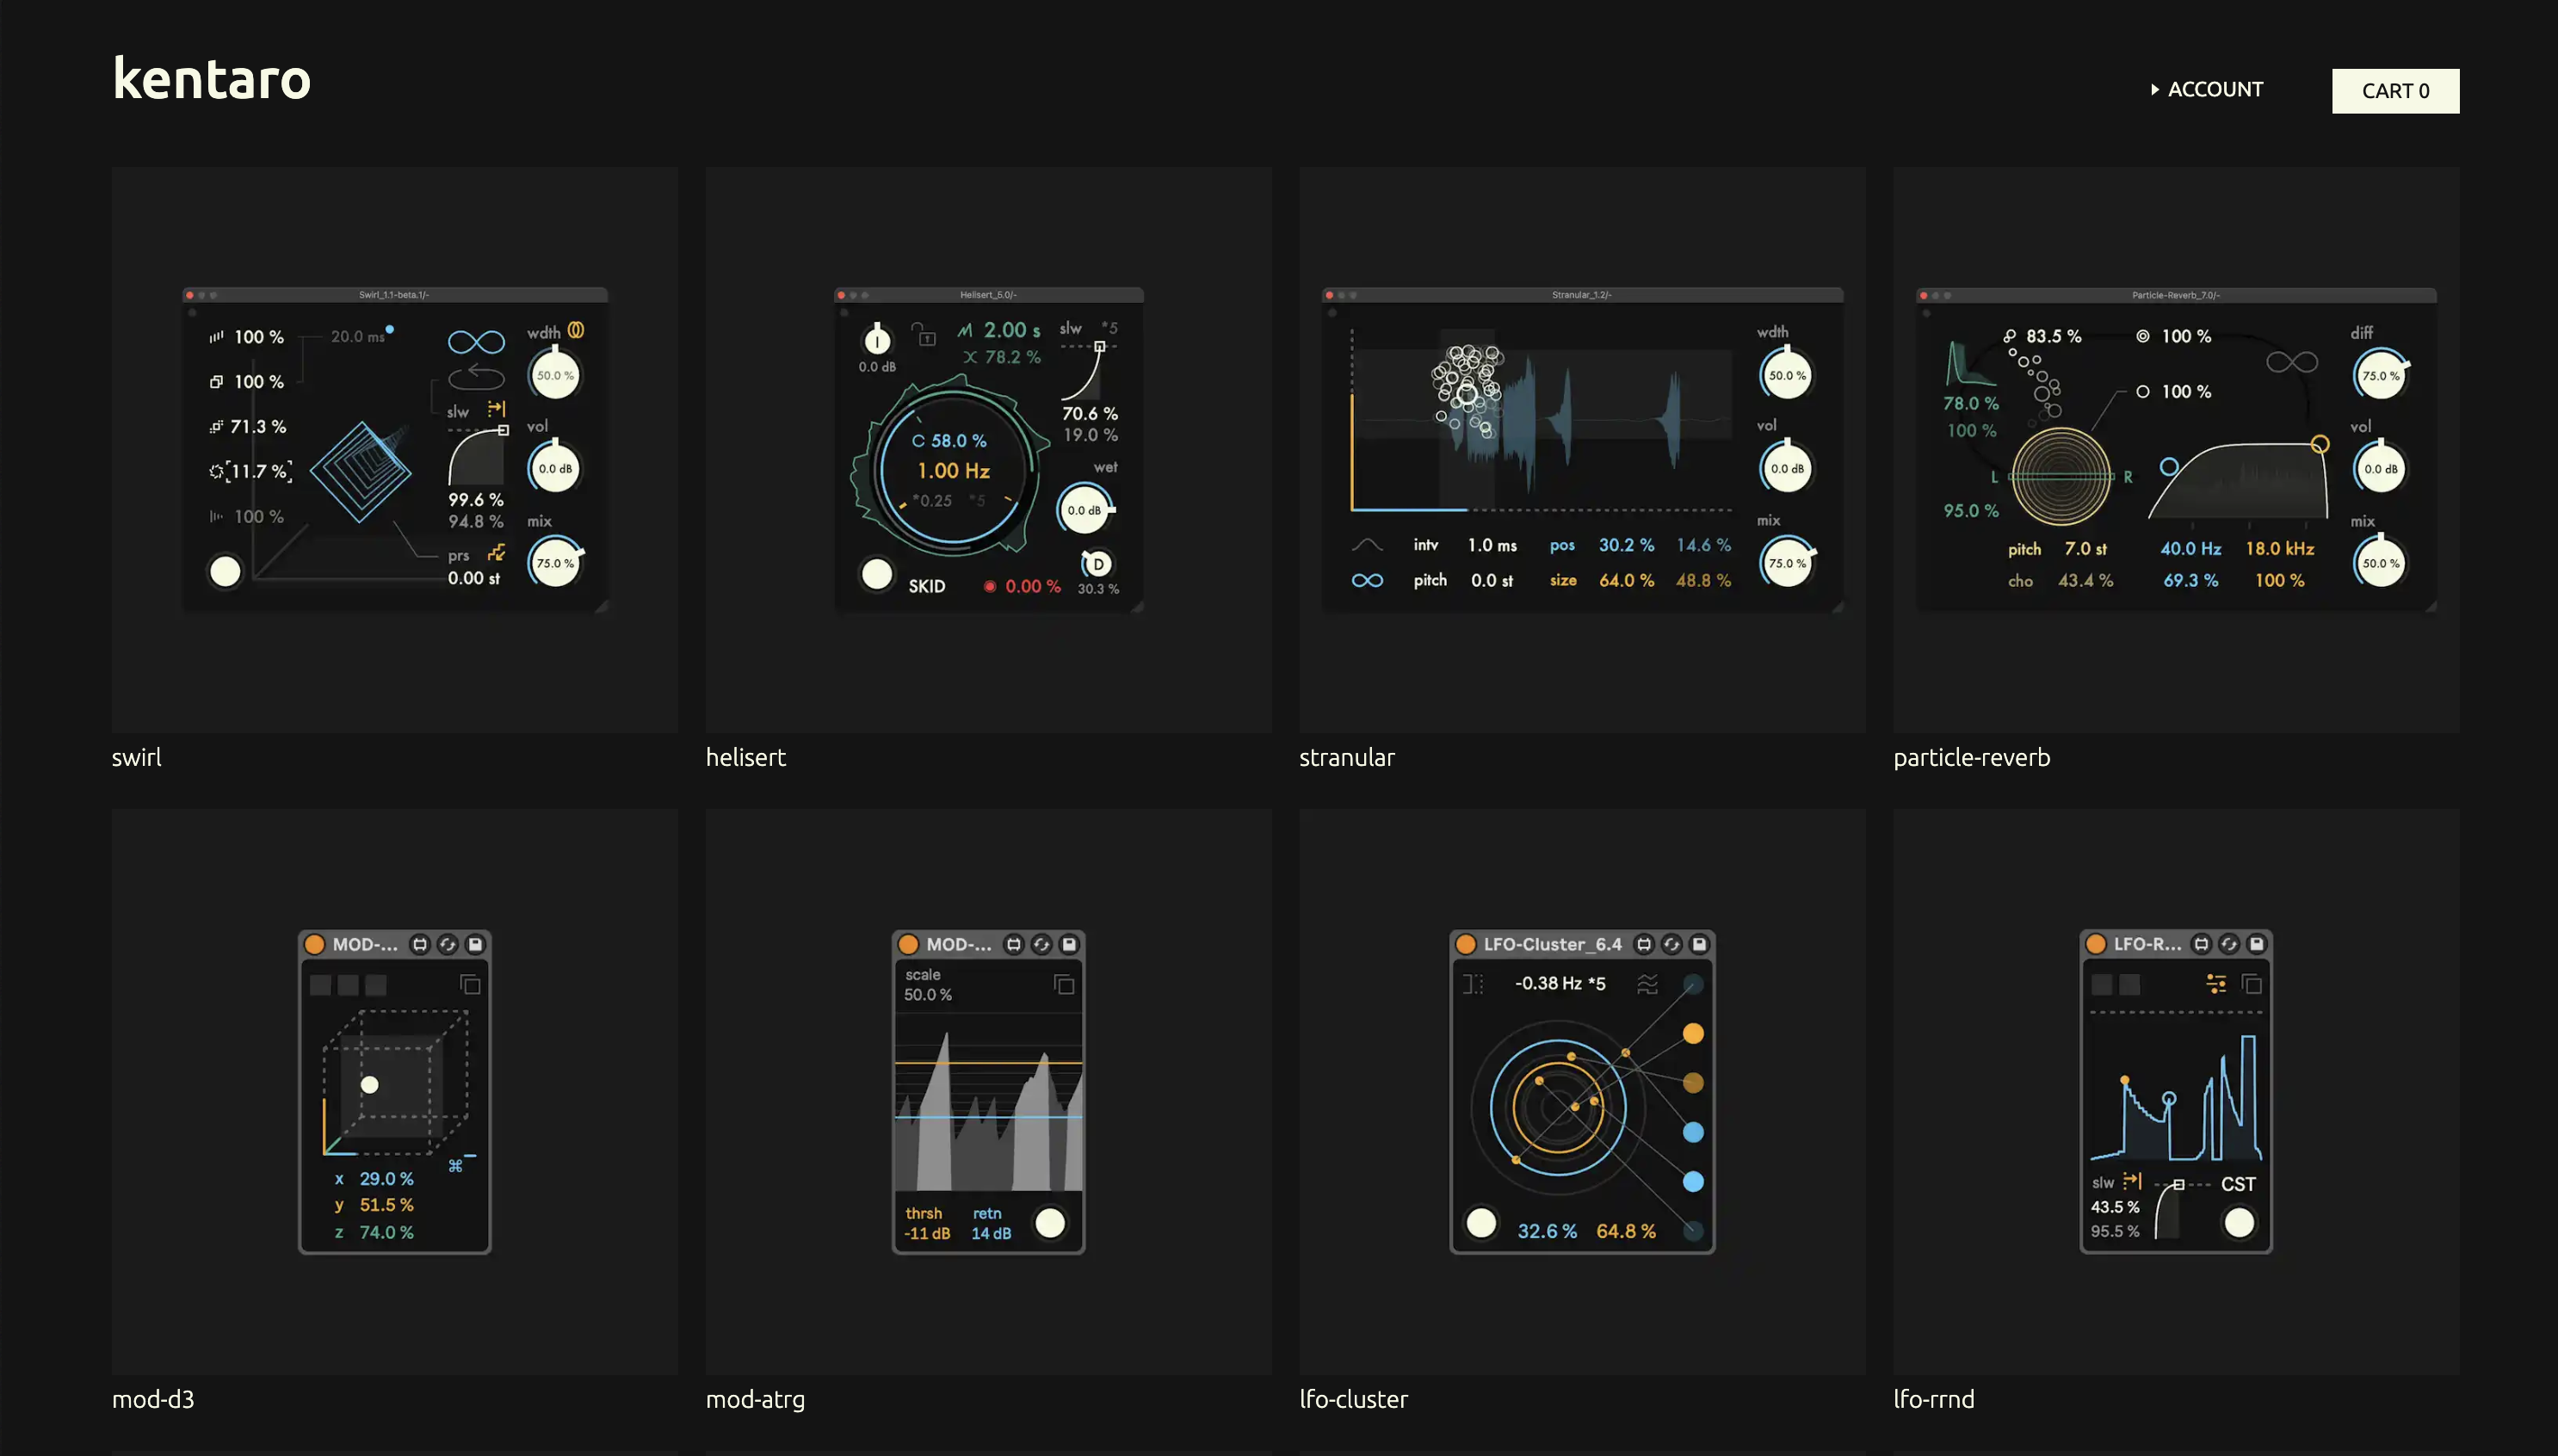 kentaro
ACCOUNT
CART 0
Swirl_1.1-beta.1/-
100 %
20.0 ms
100 %
71.3 %
11.7 %
100 %
slw
99.6 %
94.8 %
prs
0.00 st
wdth
50.0 %
vol
0.0 dB
mix
75.0 %
Helisert_5.0/-
I
0.0 dB
2.00 s
78.2 %
slw *5
70.6 %
19.0 %
C 58.0 %
1.00 Hz
*0.25 *5
wet
0.0 dB
SKID
0.00 %
D
30.3 %
Stranular_1.2/-
wdth
50.0 %
vol
0.0 dB
mix
75.0 %
intv 1.0 ms pos 30.2 % 14.6 %
pitch 0.0 st size 64.0 % 48.8 %
Particle-Reverb_7.0/-
83.5 %
100 %
100 %
78.0 %
100 %
L R
95.0 %
pitch 7.0 st 40.0 Hz 18.0 kHz
cho 43.4 % 69.3 % 100 %
diff
75.0 %
vol
0.0 dB
mix
50.0 %
swirl
helisert
stranular
particle-reverb
MOD-...
x 29.0 %
y 51.5 %
z 74.0 %
⌘
MOD-...
scale
50.0 %
thrsh retn
-11 dB 14 dB
LFO-Cluster_6.4
-0.38 Hz *5
32.6 % 64.8 %
LFO-R...
slw
CST
43.5 %
95.5 %
mod-d3
mod-atrg
lfo-cluster
lfo-rrnd